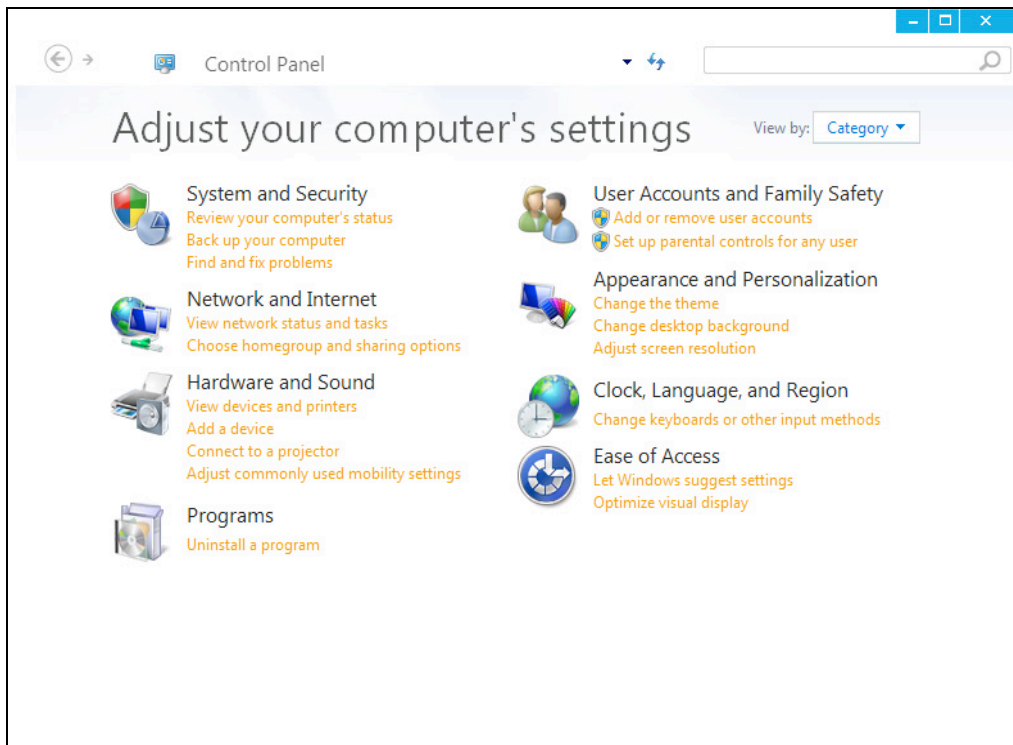 Control Panel
Adjust your computer's settings
View by: Category
System and Security
Review your computer's status
Back up your computer
Find and fix problems
Network and Internet
View network status and tasks
Choose homegroup and sharing options
Hardware and Sound
View devices and printers
Add a device
Connect to a projector
Adjust commonly used mobility settings
Programs
Uninstall a program
User Accounts and Family Safety
Add or remove user accounts
Set up parental controls for any user
Appearance and Personalization
Change the theme
Change desktop background
Adjust screen resolution
Clock, Language, and Region
Change keyboards or other input methods
Ease of Access
Let Windows suggest settings
Optimize visual display